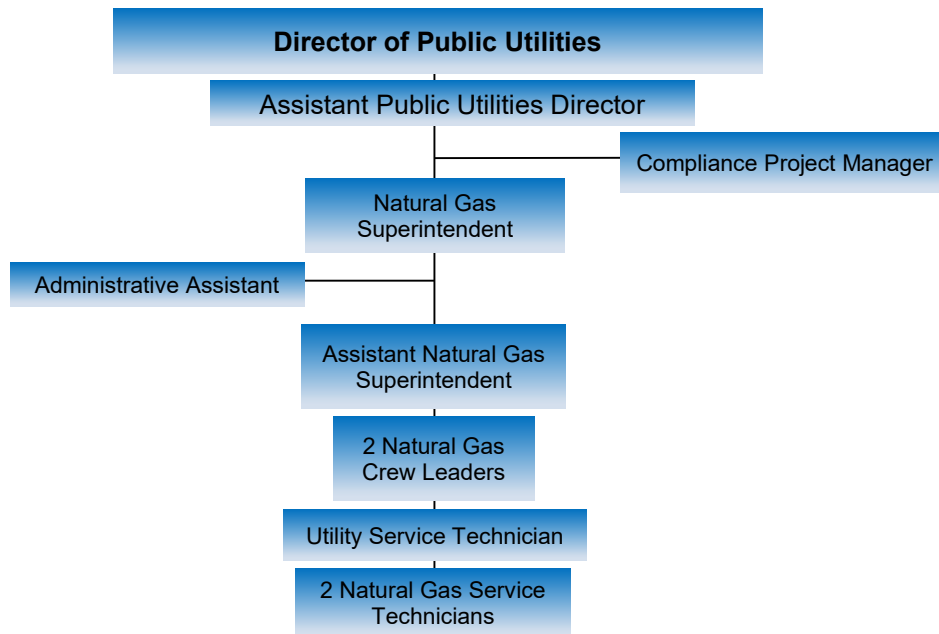 Director of Public Utilities
Assistant Public Utilities Director
Compliance Project Manager
Natural Gas
Superintendent
Administrative Assistant
Assistant Natural Gas
Superintendent
2 Natural Gas
Crew Leaders
Utility Service Technician
2 Natural Gas Service
Technicians